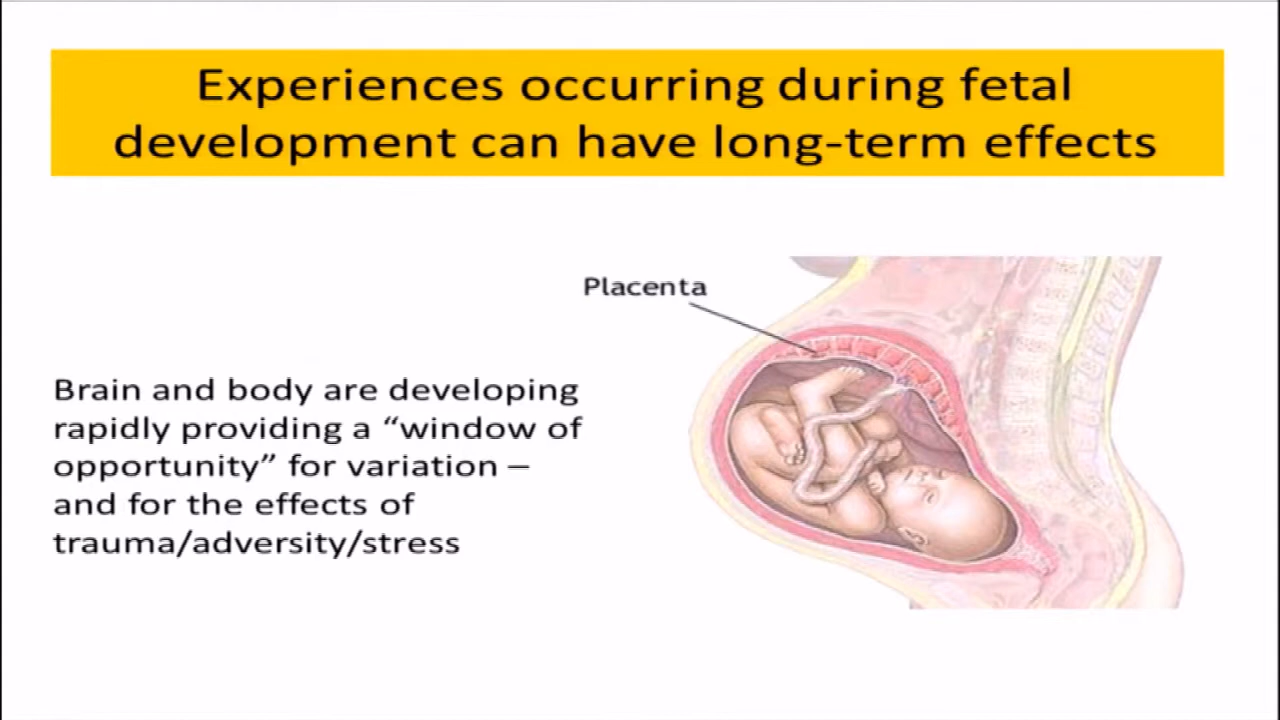 Experiences occurring during fetal
development can have long-term effects
Placenta
Brain and body are developing
rapidly providing a “window of
opportunity” for variation –
and for the effects of
trauma/adversity/stress